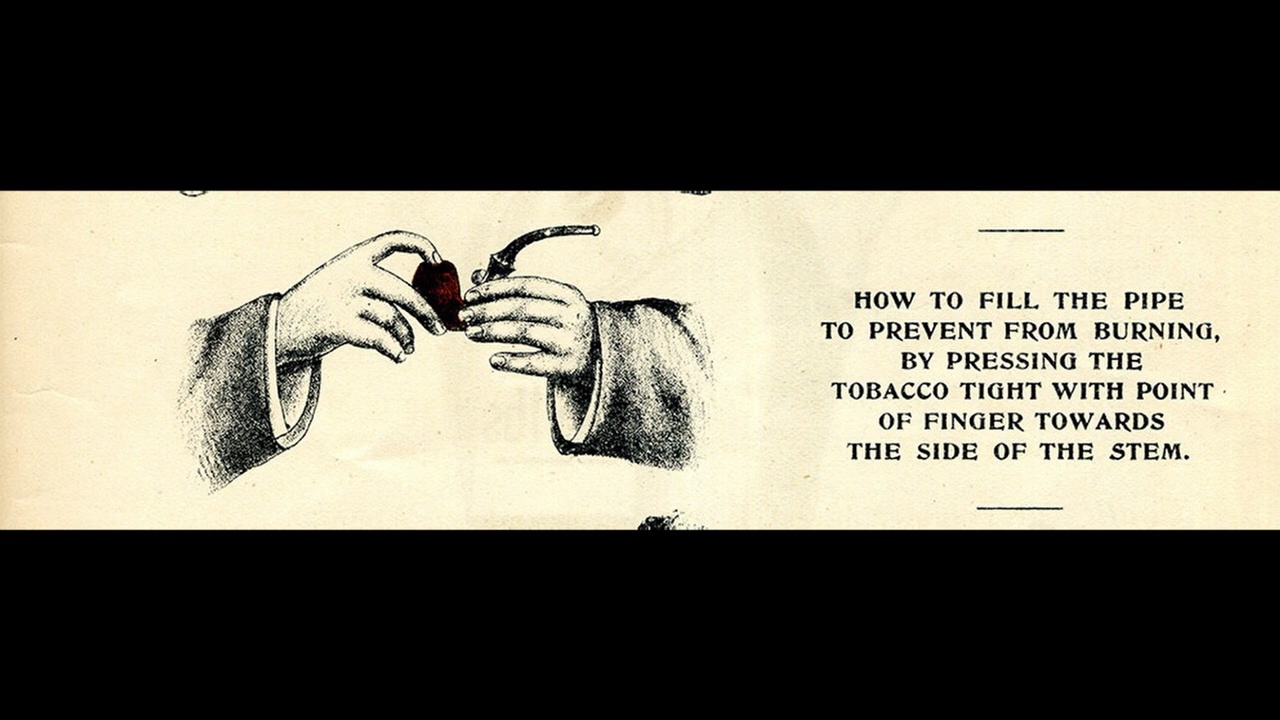 HOW TO FILL THE PIPE
TO PREVENT FROM BURNING,
BY PRESSING THE
TOBACCO TIGHT WITH POINT
OF FINGER TOWARDS
THE SIDE OF THE STEM.